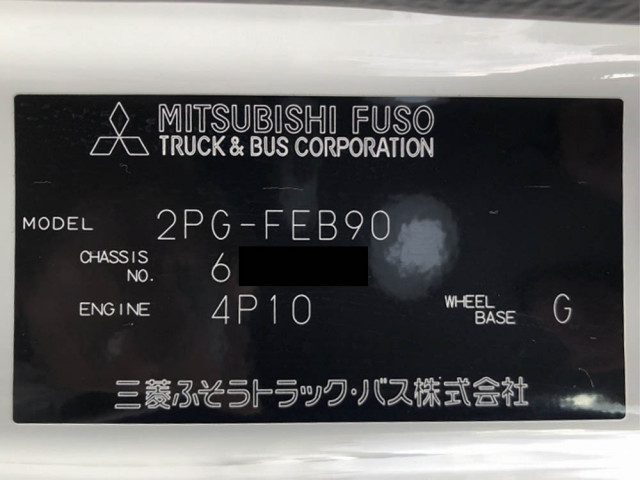 MITSUBISHI FUSO
TRUCK & BUS CORPORATION
MODEL 2PG-FEB90
CHASSIS NO. 6
ENGINE 4P10 WHEEL BASE G
三菱ふそうトラック・バス株式会社